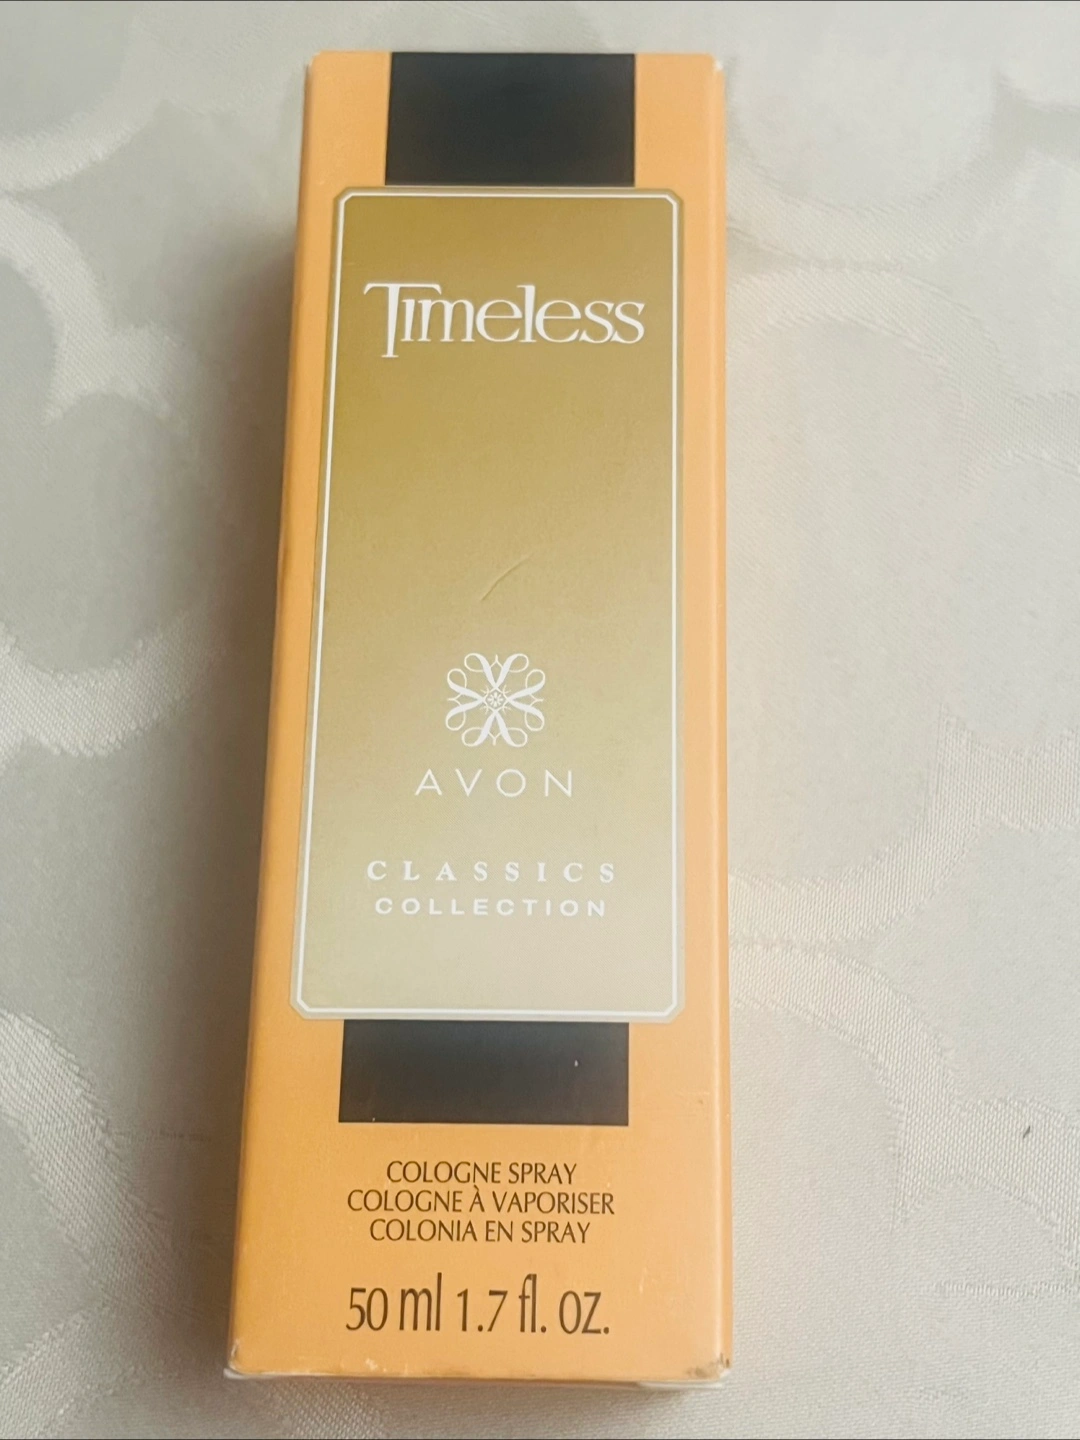 Timeless
AVON
CLASSICS
COLLECTION
COLOGNE SPRAY
COLOGNE À VAPORISER
COLONIA EN SPRAY
50 ml 1.7 fl. oz.